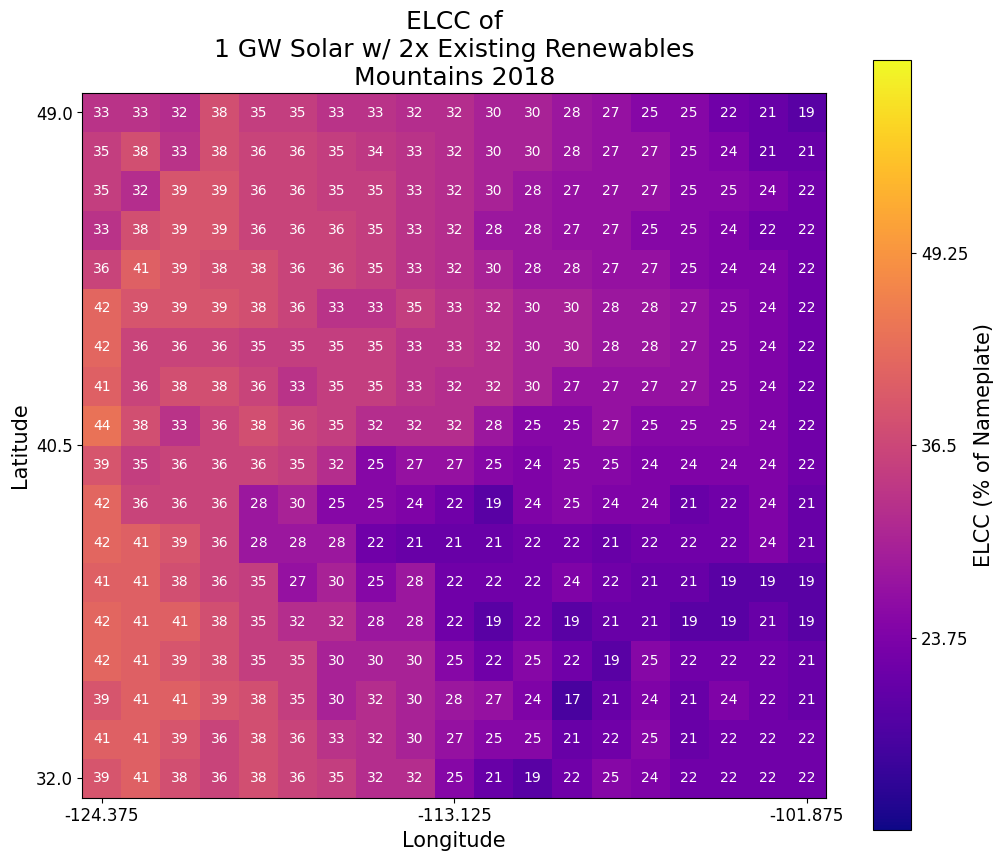 ELCC of
1 GW Solar w/ 2x Existing Renewables
Mountains 2018
49.0 33 33 32 38 35 35 33 33 32 32 30 30 28 27 25 25 22 21 19
35 38 33 38 36 36 35 34 33 32 30 30 28 27 27 25 24 21 21
35 32 39 39 36 36 35 35 33 32 30 28 27 27 27 25 25 24 22
33 38 39 39 36 36 36 35 33 32 28 28 27 27 25 25 24 22 22
36 41 39 38 38 36 36 35 33 32 30 28 28 27 27 25 24 24 22
42 39 39 39 38 36 33 33 35 33 32 30 30 28 28 27 25 24 22
42 36 36 36 35 35 35 35 33 33 32 30 30 28 28 27 25 24 22
41 36 38 38 36 33 35 35 33 32 32 30 27 27 27 27 25 24 22
44 38 33 36 38 36 35 32 32 32 28 25 25 27 25 25 25 24 22
40.5
39 35 36 36 36 35 32 25 27 27 25 24 25 25 24 24 24 24 22
42 36 36 36 28 30 25 25 24 22 19 24 25 24 24 21 22 24 21
42 41 39 36 28 28 28 22 21 21 21 22 22 21 22 22 22 24 21
41 41 38 36 35 27 30 25 28 22 22 22 24 22 21 21 19 19 19
42 41 41 38 35 32 32 28 28 22 19 22 19 21 21 19 19 21 19
42 41 39 38 35 35 30 30 30 25 22 25 22 19 25 22 22 22 21
39 41 41 39 38 35 30 32 30 28 27 24 17 21 24 21 24 22 21
41 41 39 36 38 36 33 32 30 27 25 25 21 22 25 21 22 22 22
32.0 39 41 38 36 38 36 35 32 32 25 21 19 22 25 24 22 22 22 22
-124.375 -113.125 -101.875
Longitude
Latitude
49.25
36.5
23.75
ELCC (% of Nameplate)